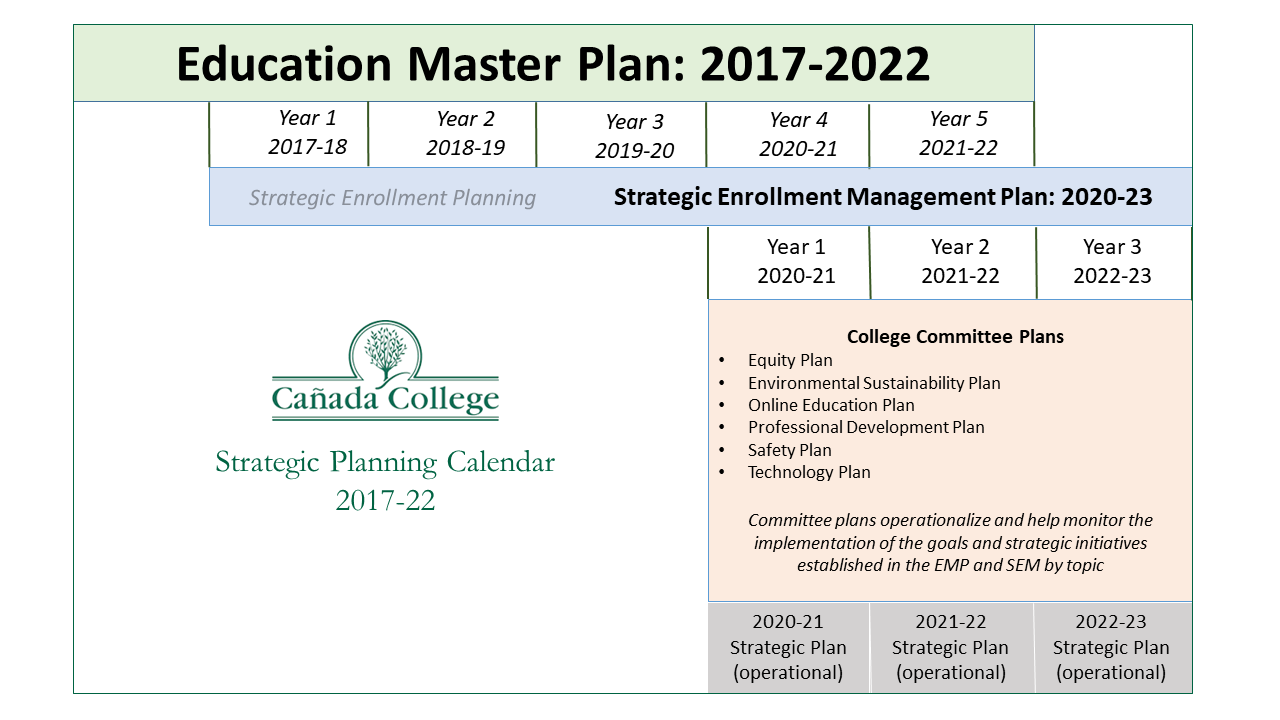 Education Master Plan: 2017-2022
Year 1
2017-18
Year 2
2018-19
Year 3
2019-20
Year 4
2020-21
Year 5
2021-22
Strategic Enrollment Planning
Strategic Enrollment Management Plan: 2020-23
Year 1
2020-21
Year 2
2021-22
Year 3
2022-23
Cañada College
Strategic Planning Calendar
2017-22
College Committee Plans
• Equity Plan
• Environmental Sustainability Plan
• Online Education Plan
• Professional Development Plan
• Safety Plan
• Technology Plan
Committee plans operationalize and help monitor the
implementation of the goals and strategic initiatives
established in the EMP and SEM by topic
2020-21
Strategic Plan
(operational)
2021-22
Strategic Plan
(operational)
2022-23
Strategic Plan
(operational)